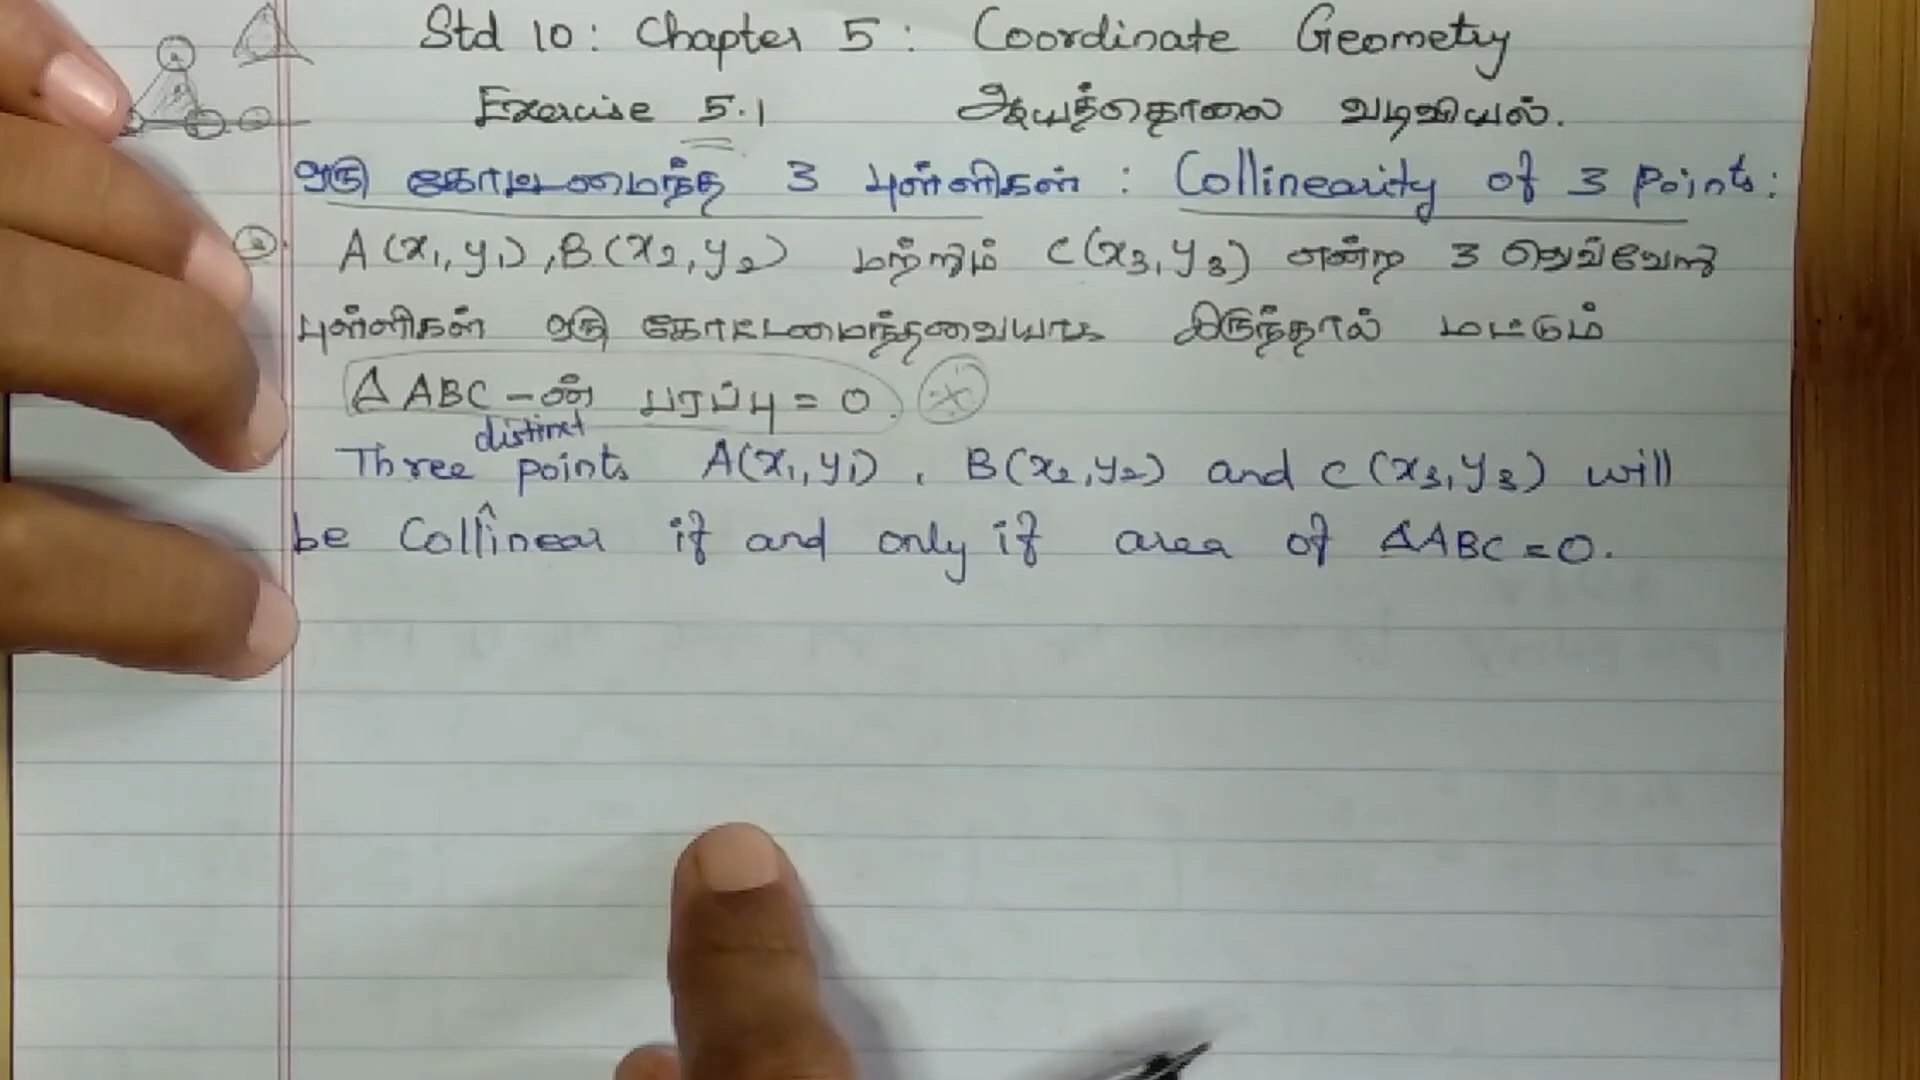 Std 10: Chapter 5: Coordinate Geometry
Exercise 5.1 ஆயத்தொலை வடிவியல்.
ஒரு கோடமைந்த 3 புள்ளிகள் : Collinearity of 3 Points:
A(x₁,y₁),B(x₂,y₂) மற்றும் C(x₃,y₃) என்ற 3 வெவ்வேறு
புள்ளிகள் ஒரு கோடமைந்தவையாக இருந்தால் மட்டும்
Δ ABC-ன் பரப்பு = 0.
distinct
Three points A(x₁,y₁), B(x₂,y₂) and C(x₃,y₃) will
be Collinear if and only if area of ΔABC = 0.